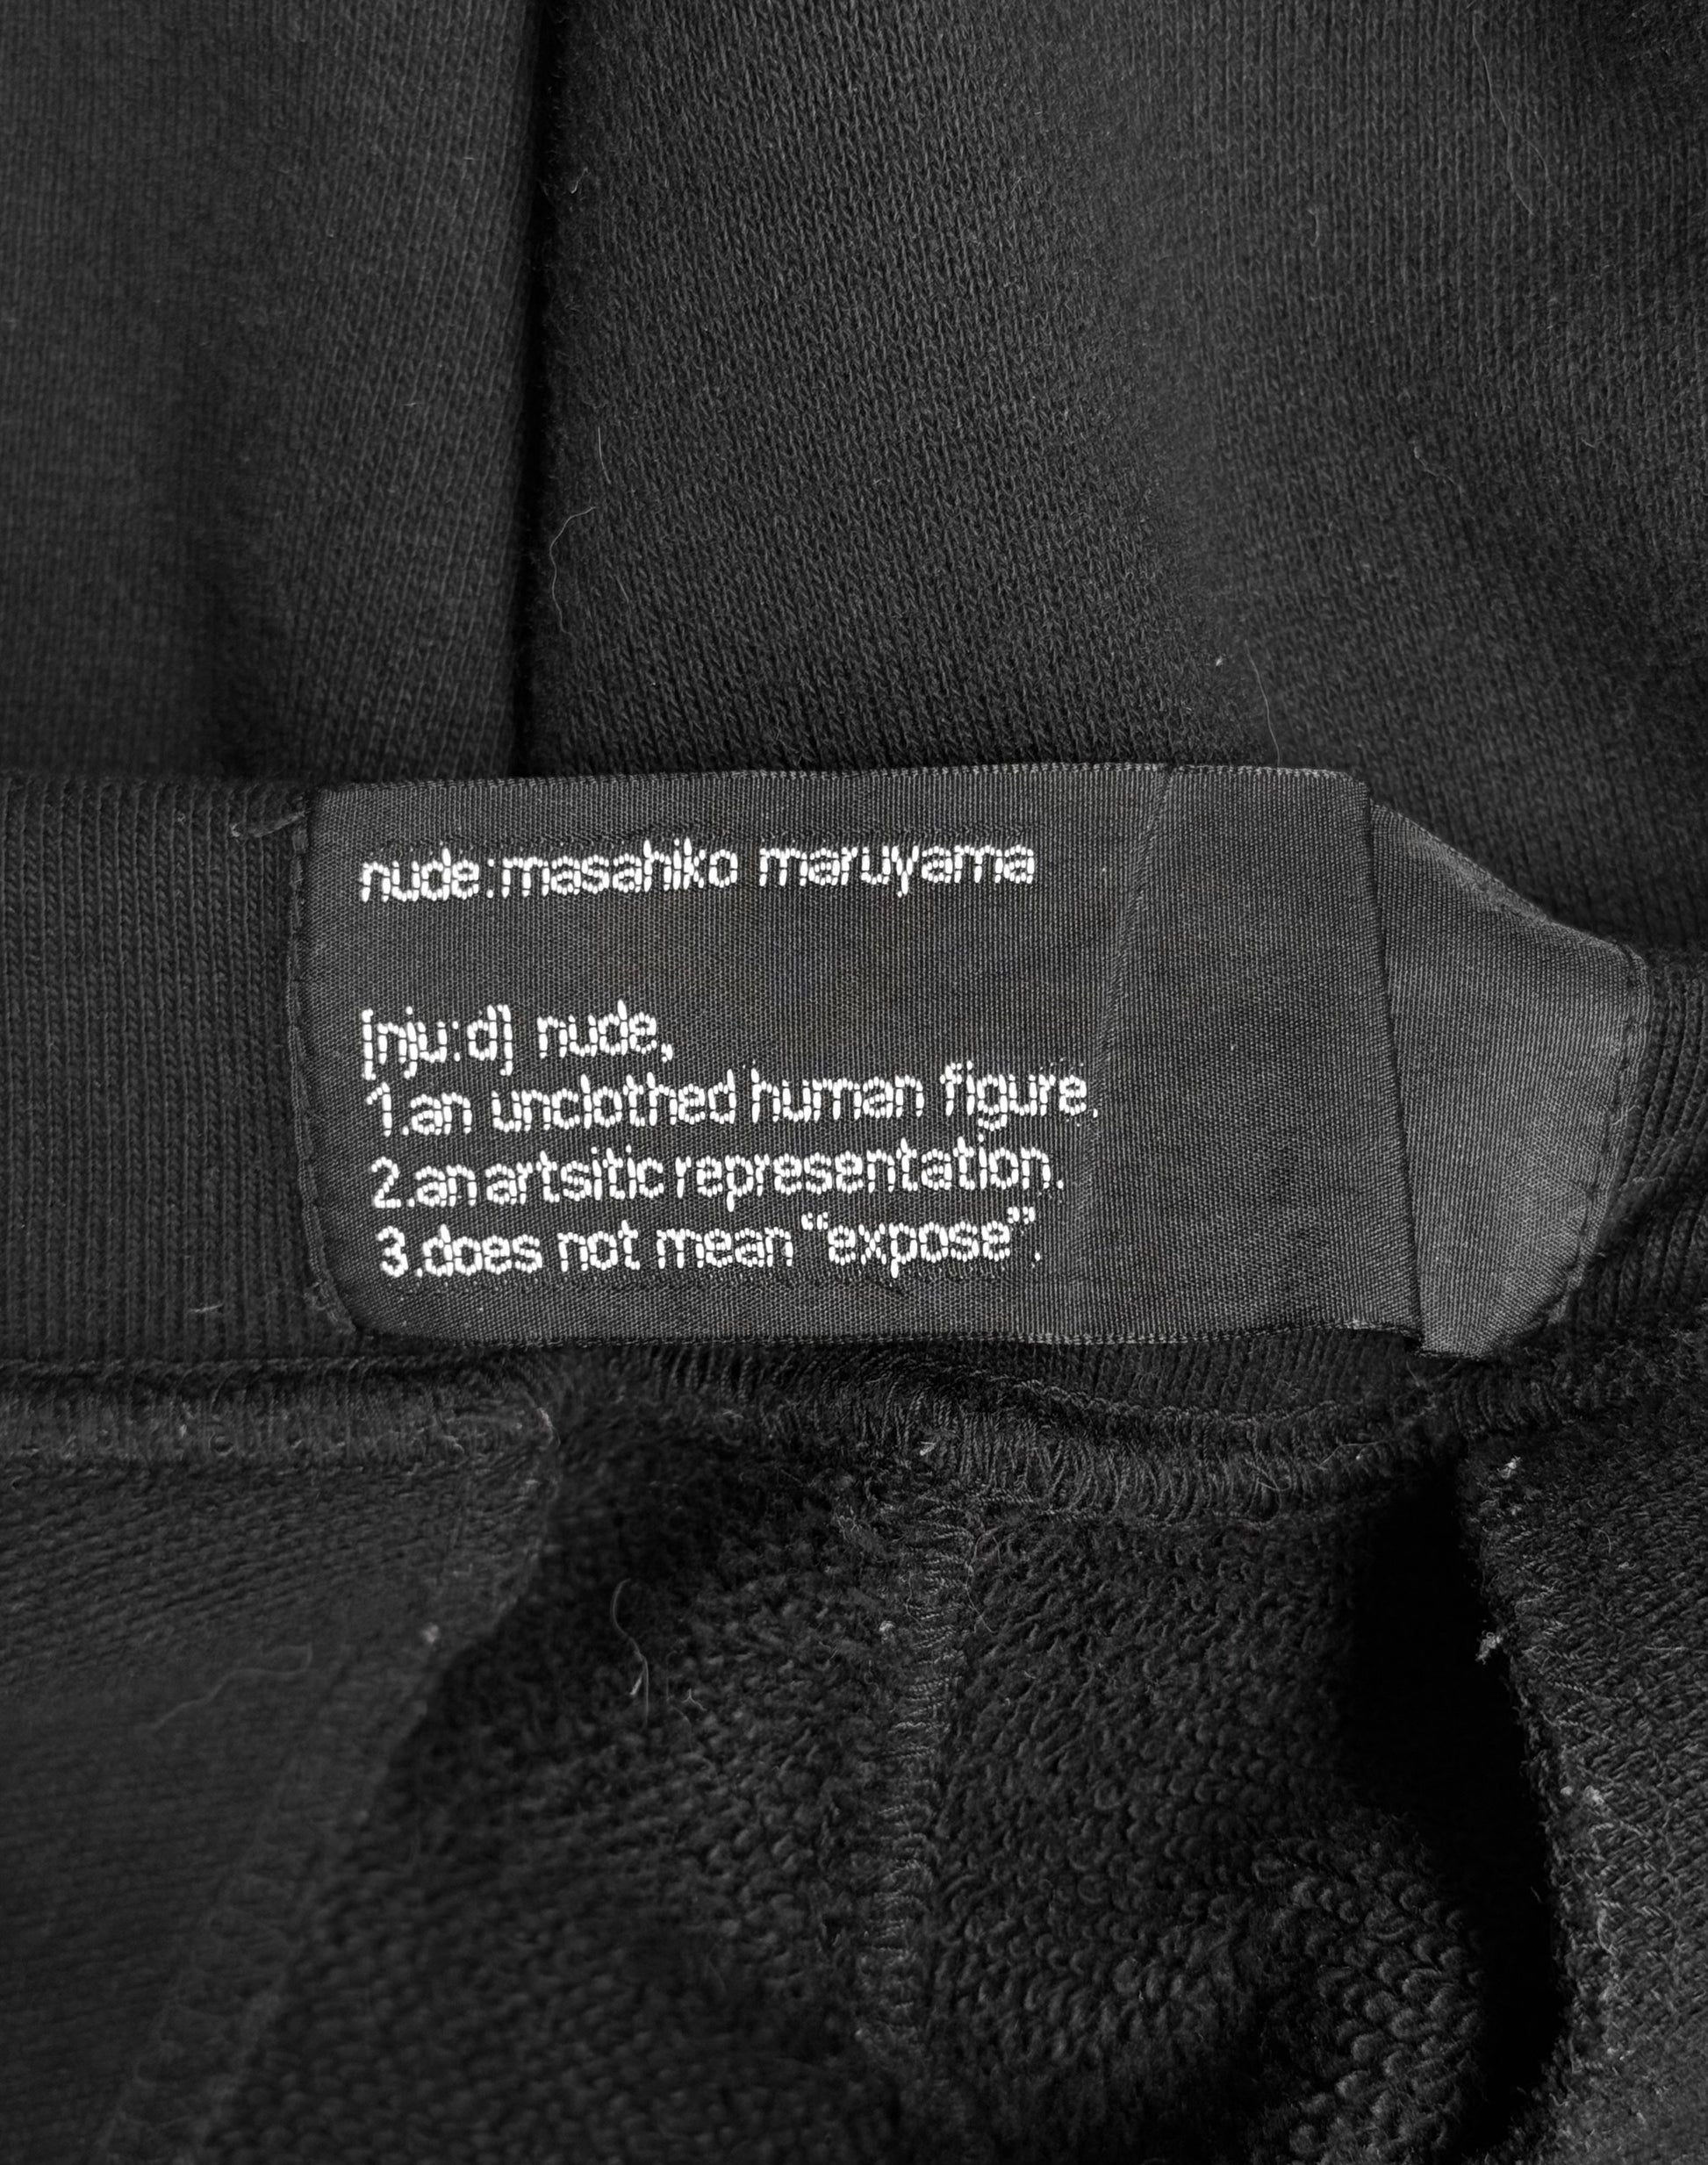 nude:masahiko maruyama
[nju:d] nude,
1.an unclothed human figure.
2.an artsitic representation.
3.does not mean “expose”.